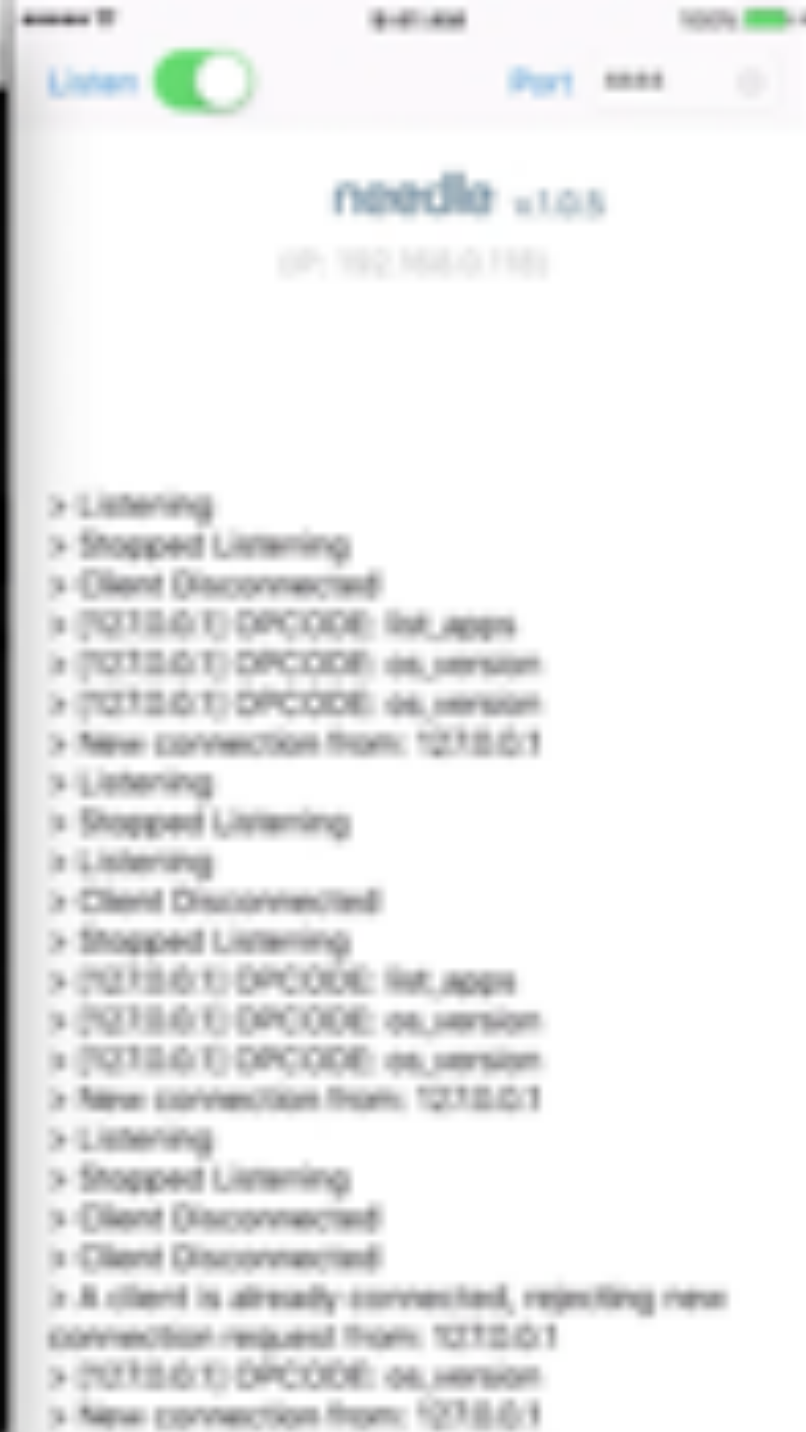 9:41 AM 100%
Listen Port
needle v.1.0.5
> Listening
> Stopped Listening
> Client Disconnected
> [127.0.0.1] OPCODE: list_apps
> [127.0.0.1] OPCODE: os_version
> [127.0.0.1] OPCODE: os_version
> New connection from: 127.0.0.1
> Listening
> Stopped Listening
> Listening
> Client Disconnected
> Stopped Listening
> [127.0.0.1] OPCODE: list_apps
> [127.0.0.1] OPCODE: os_version
> [127.0.0.1] OPCODE: os_version
> New connection from: 127.0.0.1
> Listening
> Stopped Listening
> Client Disconnected
> Client Disconnected
> A client is already connected, rejecting new
connection request from: 127.0.0.1
> [127.0.0.1] OPCODE: os_version
> New connection from: 127.0.0.1